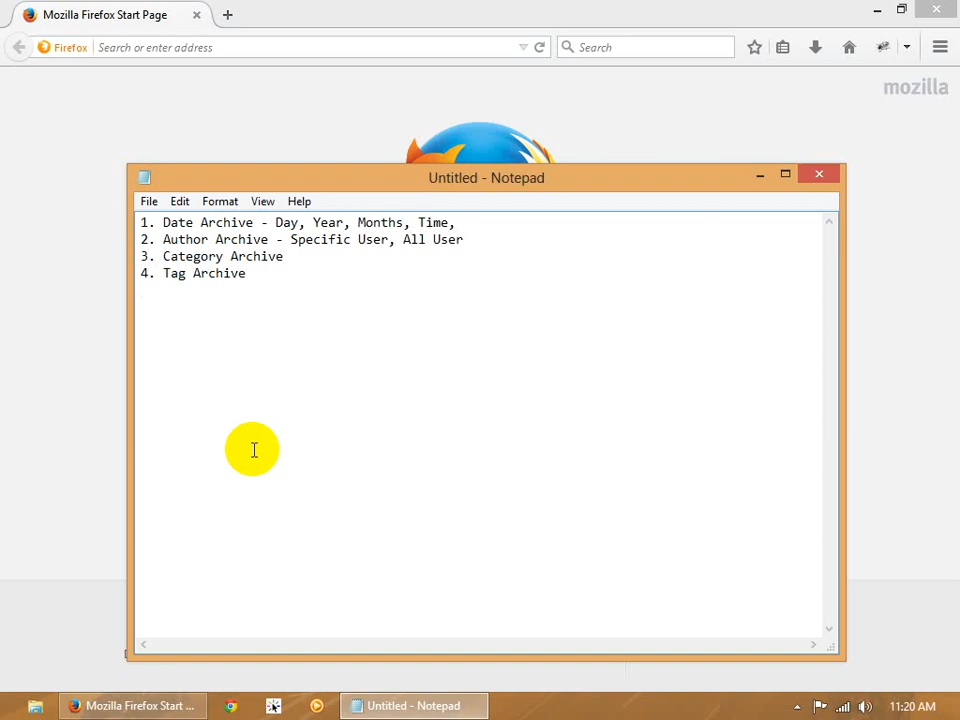 Mozilla Firefox Start Page
Firefox
Search or enter address
Search
mozilla
Untitled - Notepad
File Edit Format View Help
1. Date Archive - Day, Year, Months, Time,
2. Author Archive - Specific User, All User
3. Category Archive
4. Tag Archive
Mozilla Firefox Start ...
Untitled - Notepad
11:20 AM